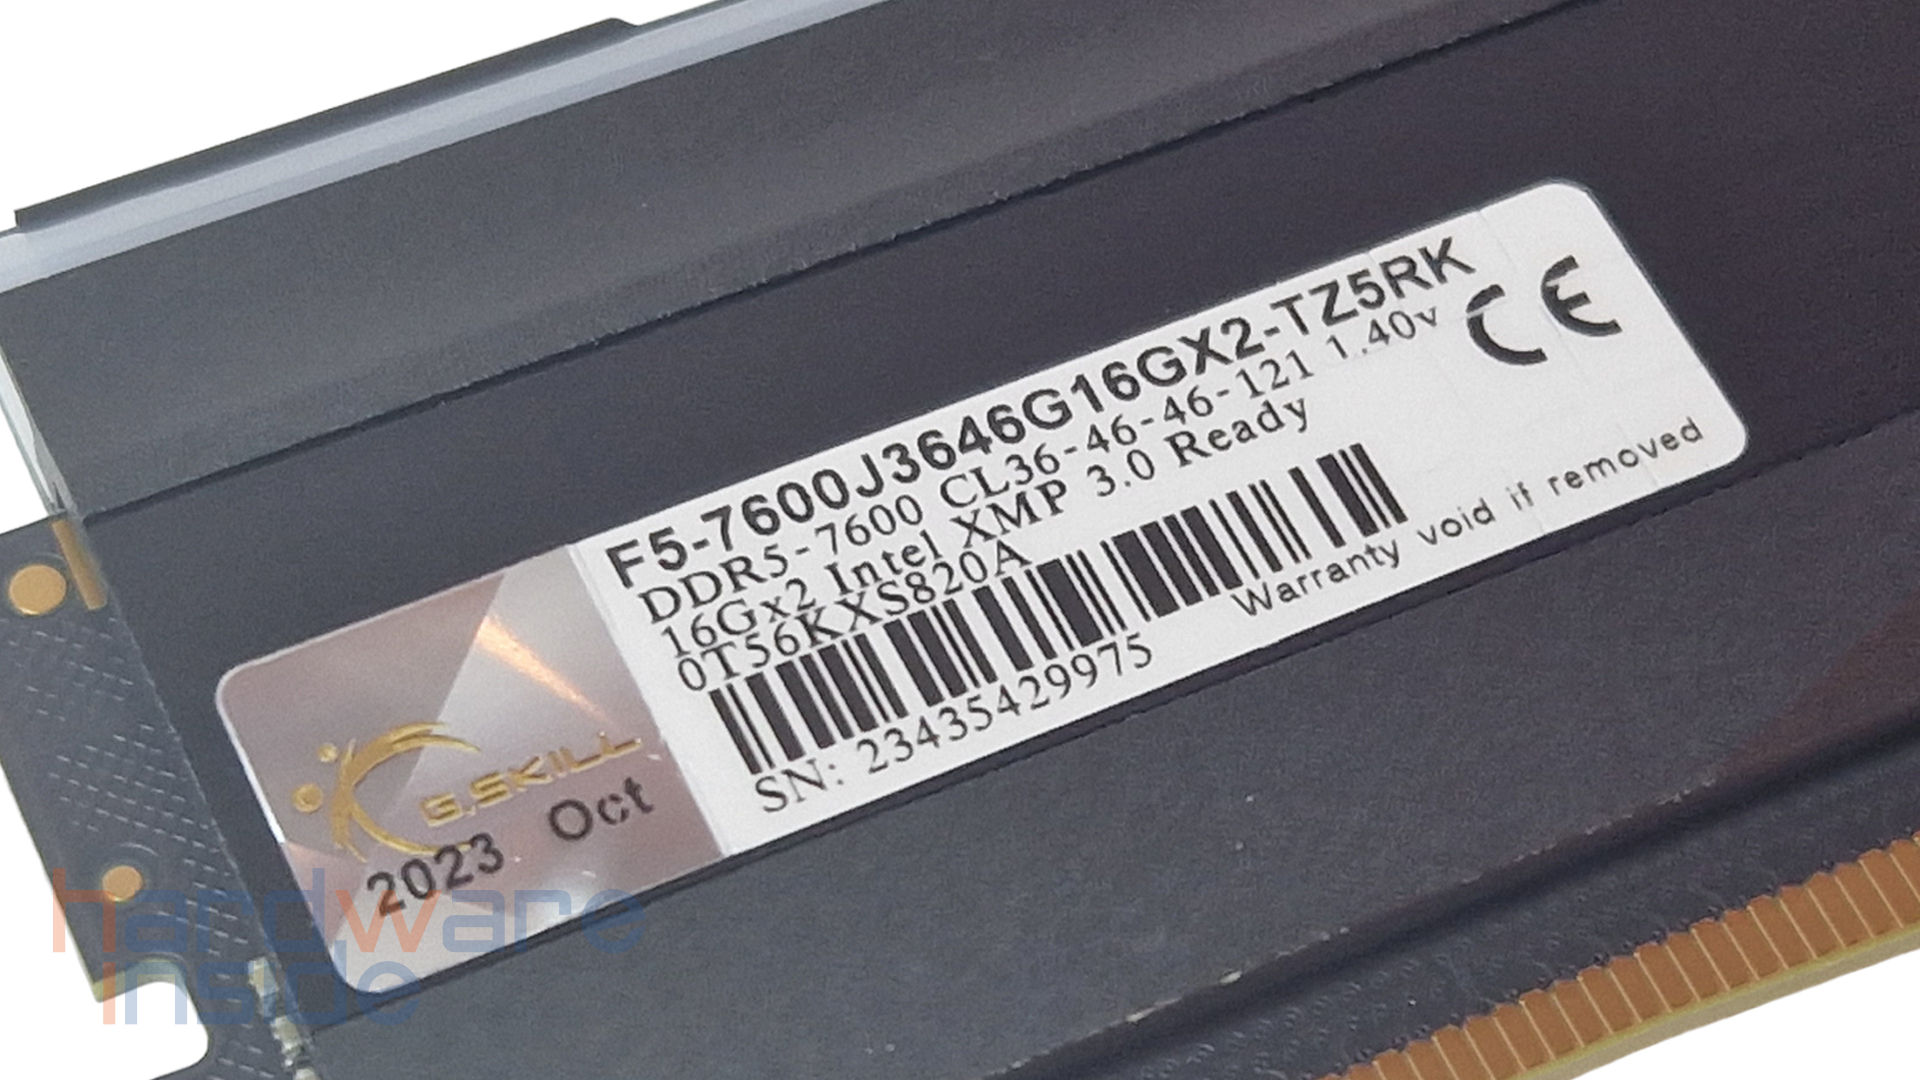 F5-7600J3646G16GX2-TZ5RK
DDR5-7600 CL36-46-46-121 1.40v
16Gx2 Intel XMP 3.0 Ready
0T56KXS820A
SN: 23435429975
Warranty void if removed
CE
G.SKILL
2023 Oct
hardware
inside